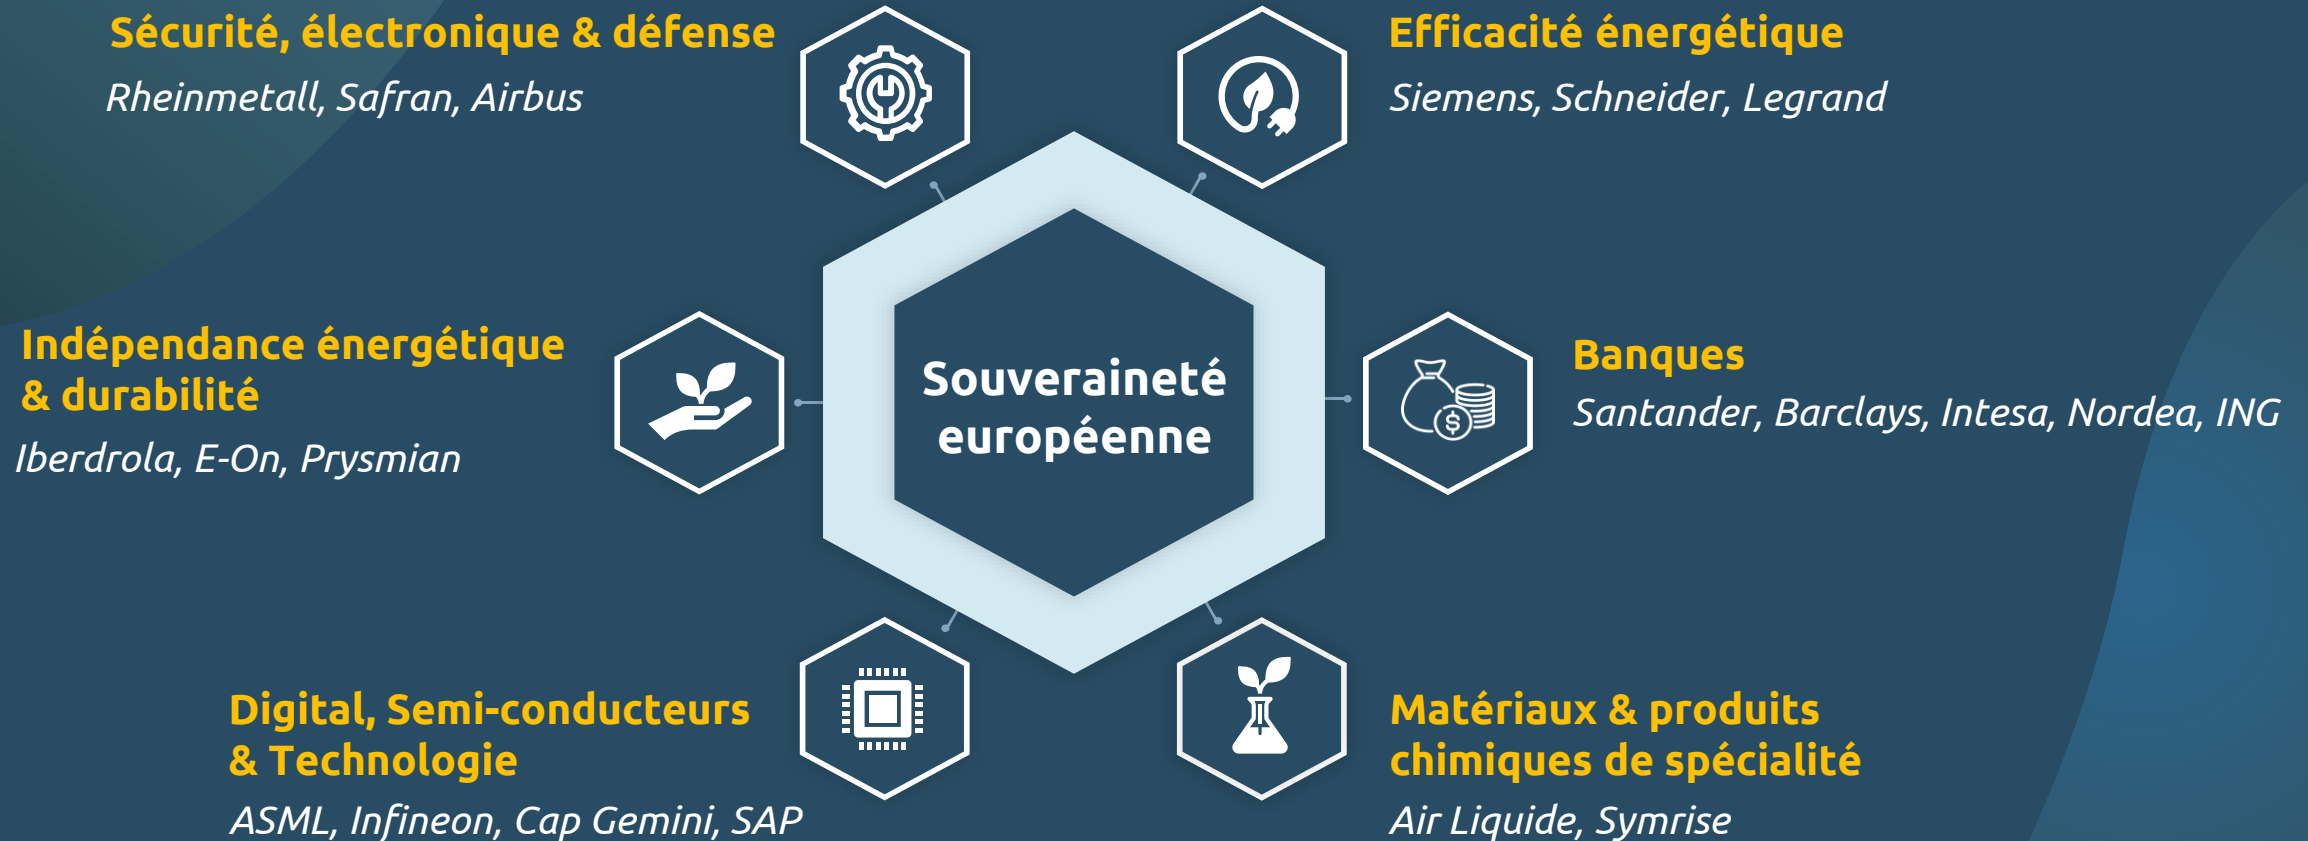 Sécurité, électronique & défense
Rheinmetall, Safran, Airbus
Efficacité énergétique
Siemens, Schneider, Legrand
Indépendance énergétique
& durabilité
Iberdrola, E-On, Prysmian
Souveraineté
européenne
Banques
Santander, Barclays, Intesa, Nordea, ING
$
Digital, Semi-conducteurs
& Technologie
ASML, Infineon, Cap Gemini, SAP
Matériaux & produits
chimiques de spécialité
Air Liquide, Symrise